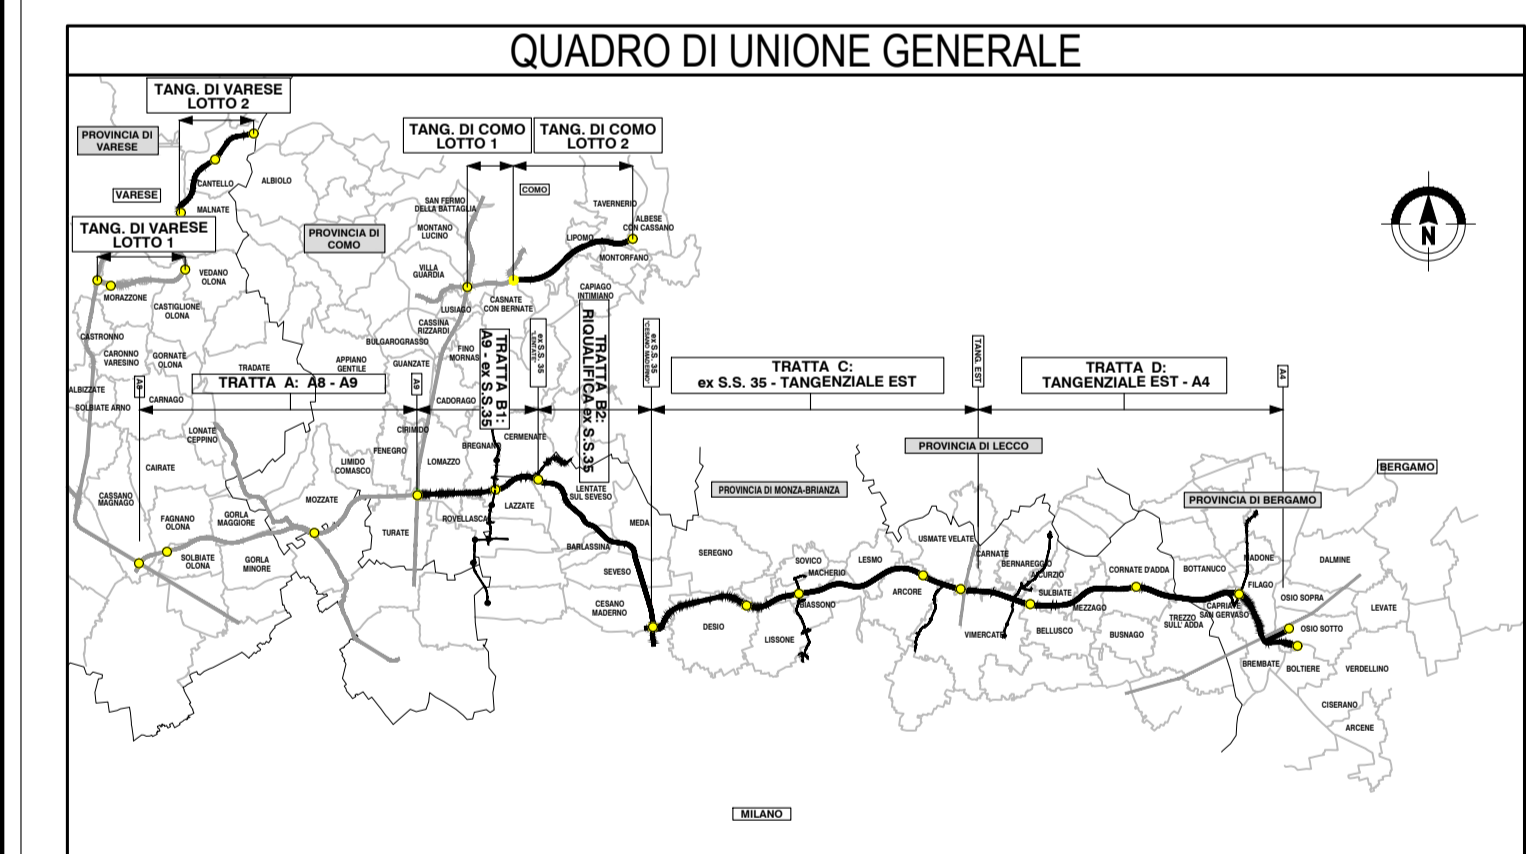 QUADRO DI UNIONE GENERALE
TANG. DI VARESE
LOTTO 2
PROVINCIA DI
VARESE
CANTELLO
ALBIOLO
VARESE
MALNATE
TANG. DI VARESE
LOTTO 1
PROVINCIA DI
COMO
TANG. DI COMO
LOTTO 1
TANG. DI COMO
LOTTO 2
COMO
SAN FERMO
DELLA BATTAGLIA
MONTANO
LUCINO
VILLA
GUARDIA
TAVERNERIO
ALBESE
CON CASSANO
LIPOMO
MONTORFANO
CAPIAGO
INTIMIANO
CASNATE
CON BERNATE
LUSIAGO
CASSINA
RIZZARDI
BULGAROGRASSO
FINO
MORNAS
GUANZATE
APPIANO
GENTILE
VEDANO
OLONA
MORAZZONE
CASTIGLIONE
OLONA
CASTRONNO
CARONNO
VARESINO
GORNATE
OLONA
TRADATE
ALBIZZATE
SOLBIATE ARNO
CARNAGO
A8
TRATTA A: A8 - A9
A9
CADORAGO
TRATTA B1:
A9 - ex S.S.35
ex S.S. 35
"LENTATE"
TRATTA B2:
RIQUALIFICA ex S.S.35
ex S.S. 35
"CESANO MADERNO"
TRATTA C:
ex S.S. 35 - TANGENZIALE EST
TANG. EST
TRATTA D:
TANGENZIALE EST - A4
A4
N
LONATE
CEPPINO
CIRIMIDO
FENEGRO
BREGNANO
CERMENATE
LIMIDO
COMASCO
LOMAZZO
CAIRATE
CASSANO
MAGNAGO
MOZZATE
LENTATE
SUL SEVESO
LAZZATE
ROVELLASCA
TURATE
FAGNANO
OLONA
GORLA
MAGGIORE
SOLBIATE
OLONA
GORLA
MINORE
MEDA
BARLASSINA
SEVESO
CESANO
MADERNO
PROVINCIA DI LECCO
PROVINCIA DI MONZA-BRIANZA
BERGAMO
PROVINCIA DI BERGAMO
SEREGNO
DESIO
LISSONE
SOVICO
MACHERIO
BIASSONO
LESMO
ARCORE
USMATE VELATE
CARNATE
BERNAREGGIO
SULBIATE
VIMERCATE
BELLUSCO
MEZZAGO
BUSNAGO
CORNATE D'ADDA
TREZZO
SULL' ADDA
BOTTANUCO
MADONE
FILAGO
CAPRIATE
SAN GERVASO
DALMINE
OSIO SOPRA
OSIO SOTTO
LEVATE
BREMBATE
BOLTIERE
VERDELLINO
CISERANO
ARCENE
MILANO